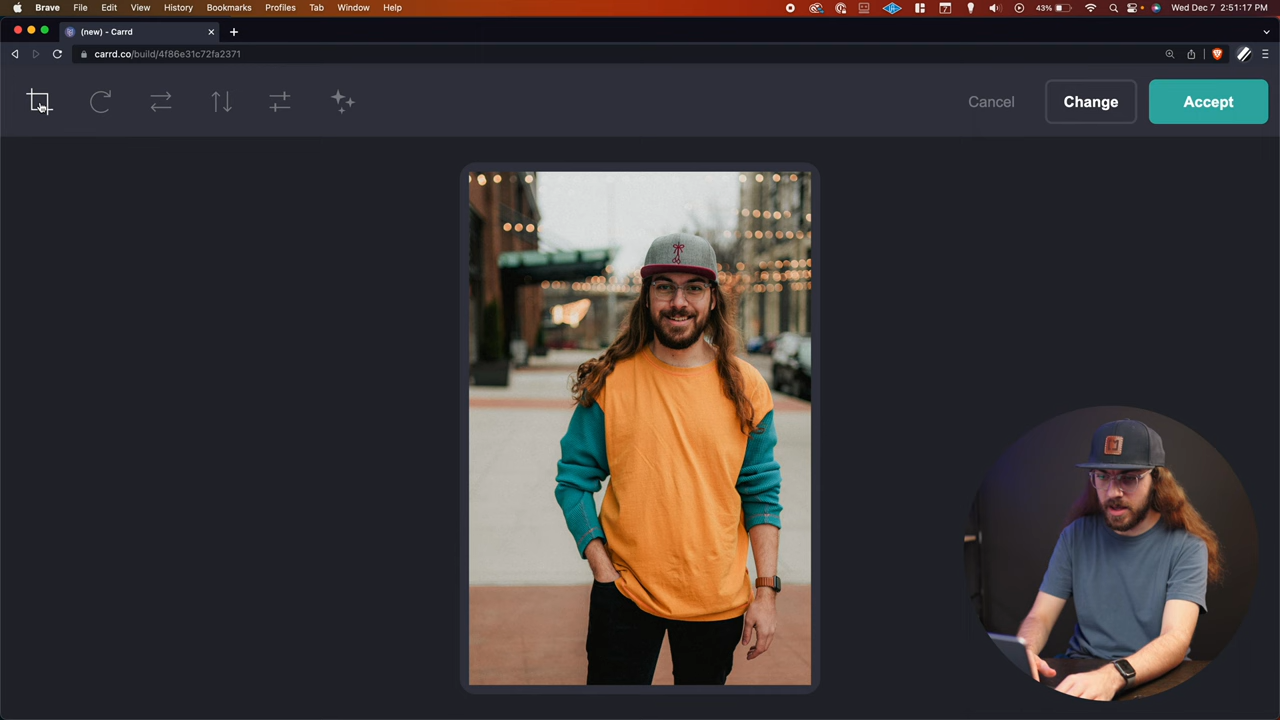 Brave File Edit View History Bookmarks Profiles Tab Window Help 7 43% Wed Dec 7 2:51:17 PM
(new) - Carrd
carrd.co/build/4f86e31c72fa2371
Cancel Change Accept